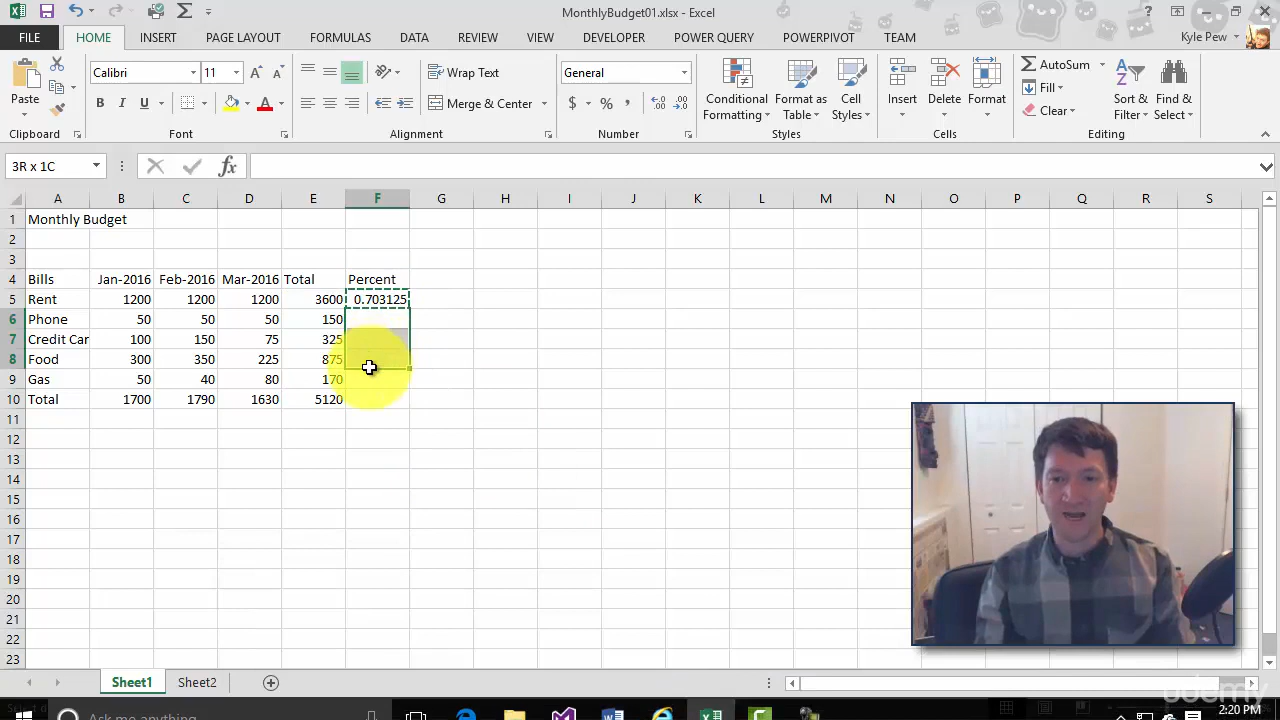 MonthlyBudget01.xlsx - Excel
FILE HOME INSERT PAGE LAYOUT FORMULAS DATA REVIEW VIEW DEVELOPER POWER QUERY POWERPIVOT TEAM Kyle Pew
Paste Calibri 11 Wrap Text General Conditional Formatting Format as Table Cell Styles Insert Delete Format AutoSum Fill Clear Sort & Filter Find & Select
B I U Merge & Center $ % ,
Clipboard Font Alignment Number Styles Cells Editing
3R x 1C fx
A B C D E F G H I J K L M N O P Q R S
1 Monthly Budget
2
3
4 Bills Jan-2016 Feb-2016 Mar-2016 Total Percent
5 Rent 1200 1200 1200 3600 0.703125
6 Phone 50 50 50 150
7 Credit Car 100 150 75 325
8 Food 300 350 225 875
9 Gas 50 40 80 170
10 Total 1700 1790 1630 5120
11
12
13
14
15
16
17
18
19
20
21
22
23
Sheet1 Sheet2
udemy
Ask me anything 2:20 PM